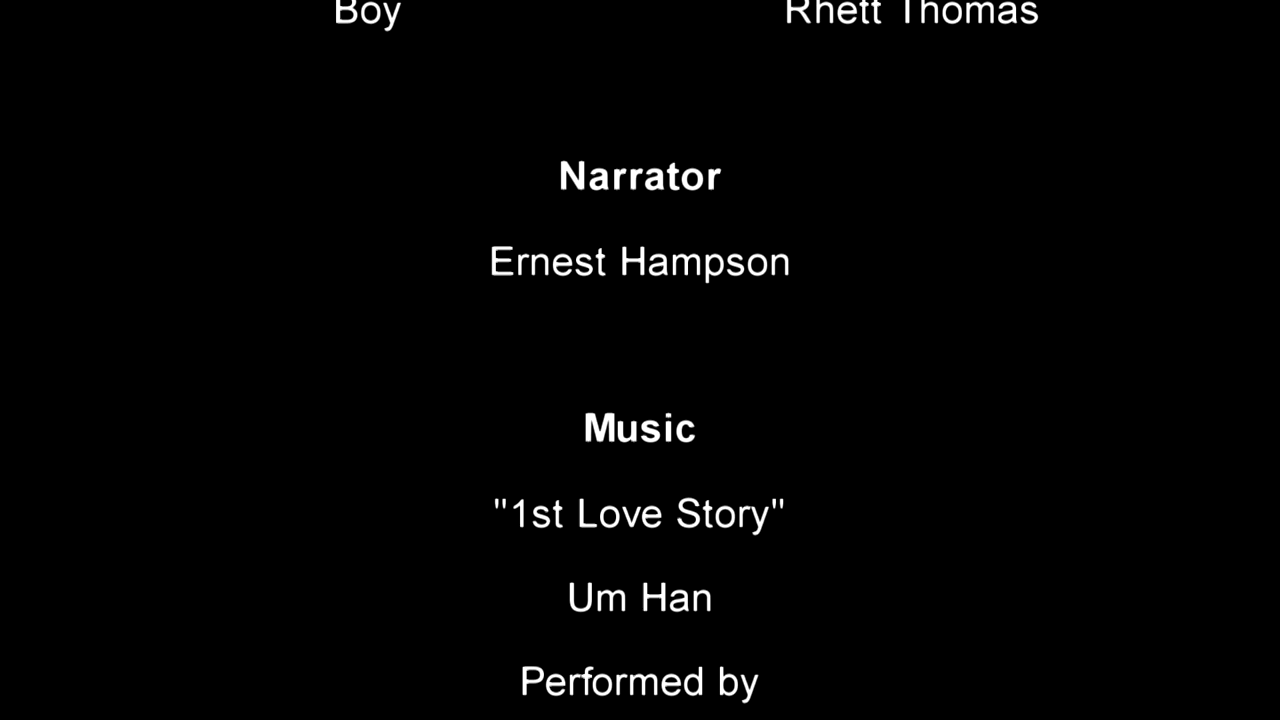 Boy Rhett Thomas
Narrator
Ernest Hampson
Music
"1st Love Story"
Um Han
Performed by